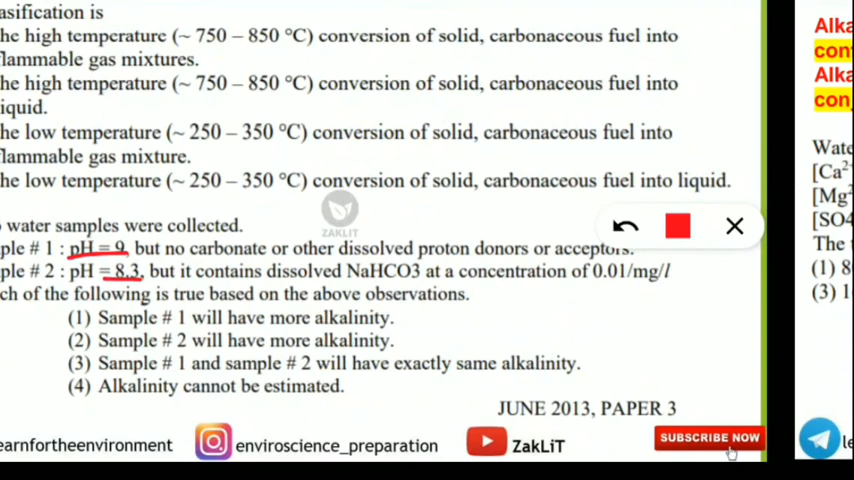 asification is
he high temperature (~ 750 – 850 °C) conversion of solid, carbonaceous fuel into
lammable gas mixtures.
he high temperature (~ 750 – 850 °C) conversion of solid, carbonaceous fuel into
iquid.
he low temperature (~ 250 – 350 °C) conversion of solid, carbonaceous fuel into
lammable gas mixture.
he low temperature (~ 250 – 350 °C) conversion of solid, carbonaceous fuel into liquid.
ZAKLIT
o water samples were collected.
ple # 1 : pH = 9, but no carbonate or other dissolved proton donors or acceptors.
ple # 2 : pH = 8.3, but it contains dissolved NaHCO3 at a concentration of 0.01/mg/l
ch of the following is true based on the above observations.
(1) Sample # 1 will have more alkalinity.
(2) Sample # 2 will have more alkalinity.
(3) Sample # 1 and sample # 2 will have exactly same alkalinity.
(4) Alkalinity cannot be estimated.
JUNE 2013, PAPER 3
earnfortheenvironment
enviroscience_preparation
ZakLiT
SUBSCRIBE NOW
le
Alka
con
Alka
con
Wate
[Ca2
[Mg2
[SO4
The
(1) 8
(3) 1